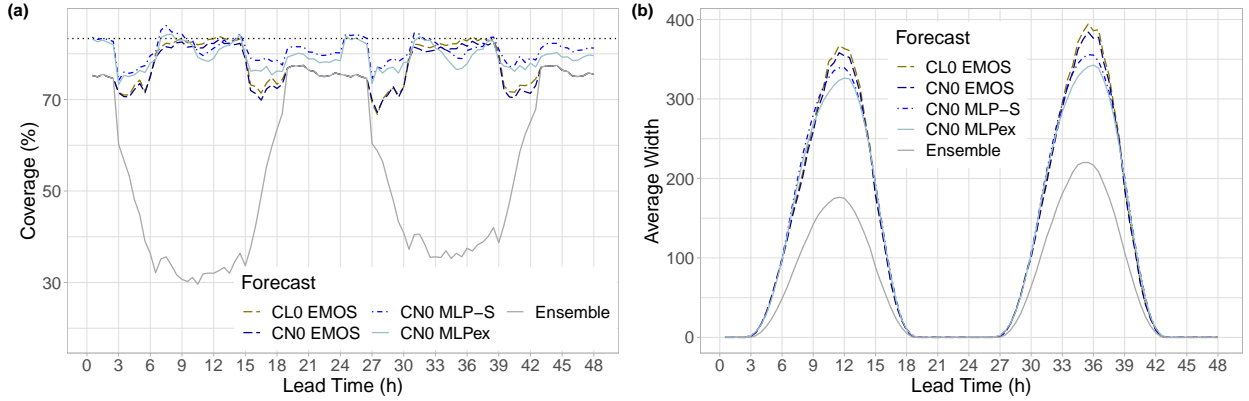 (a)
Coverage (%)
70
50
30
0 3 6 9 12 15 18 21 24 27 30 33 36 39 42 45 48
Lead Time (h)
Forecast
CL0 EMOS
CN0 EMOS
CN0 MLP−S
CN0 MLPex
Ensemble
(b)
Average Width
400
300
200
100
0
0 3 6 9 12 15 18 21 24 27 30 33 36 39 42 45 48
Lead Time (h)
Forecast
CL0 EMOS
CN0 EMOS
CN0 MLP−S
CN0 MLPex
Ensemble